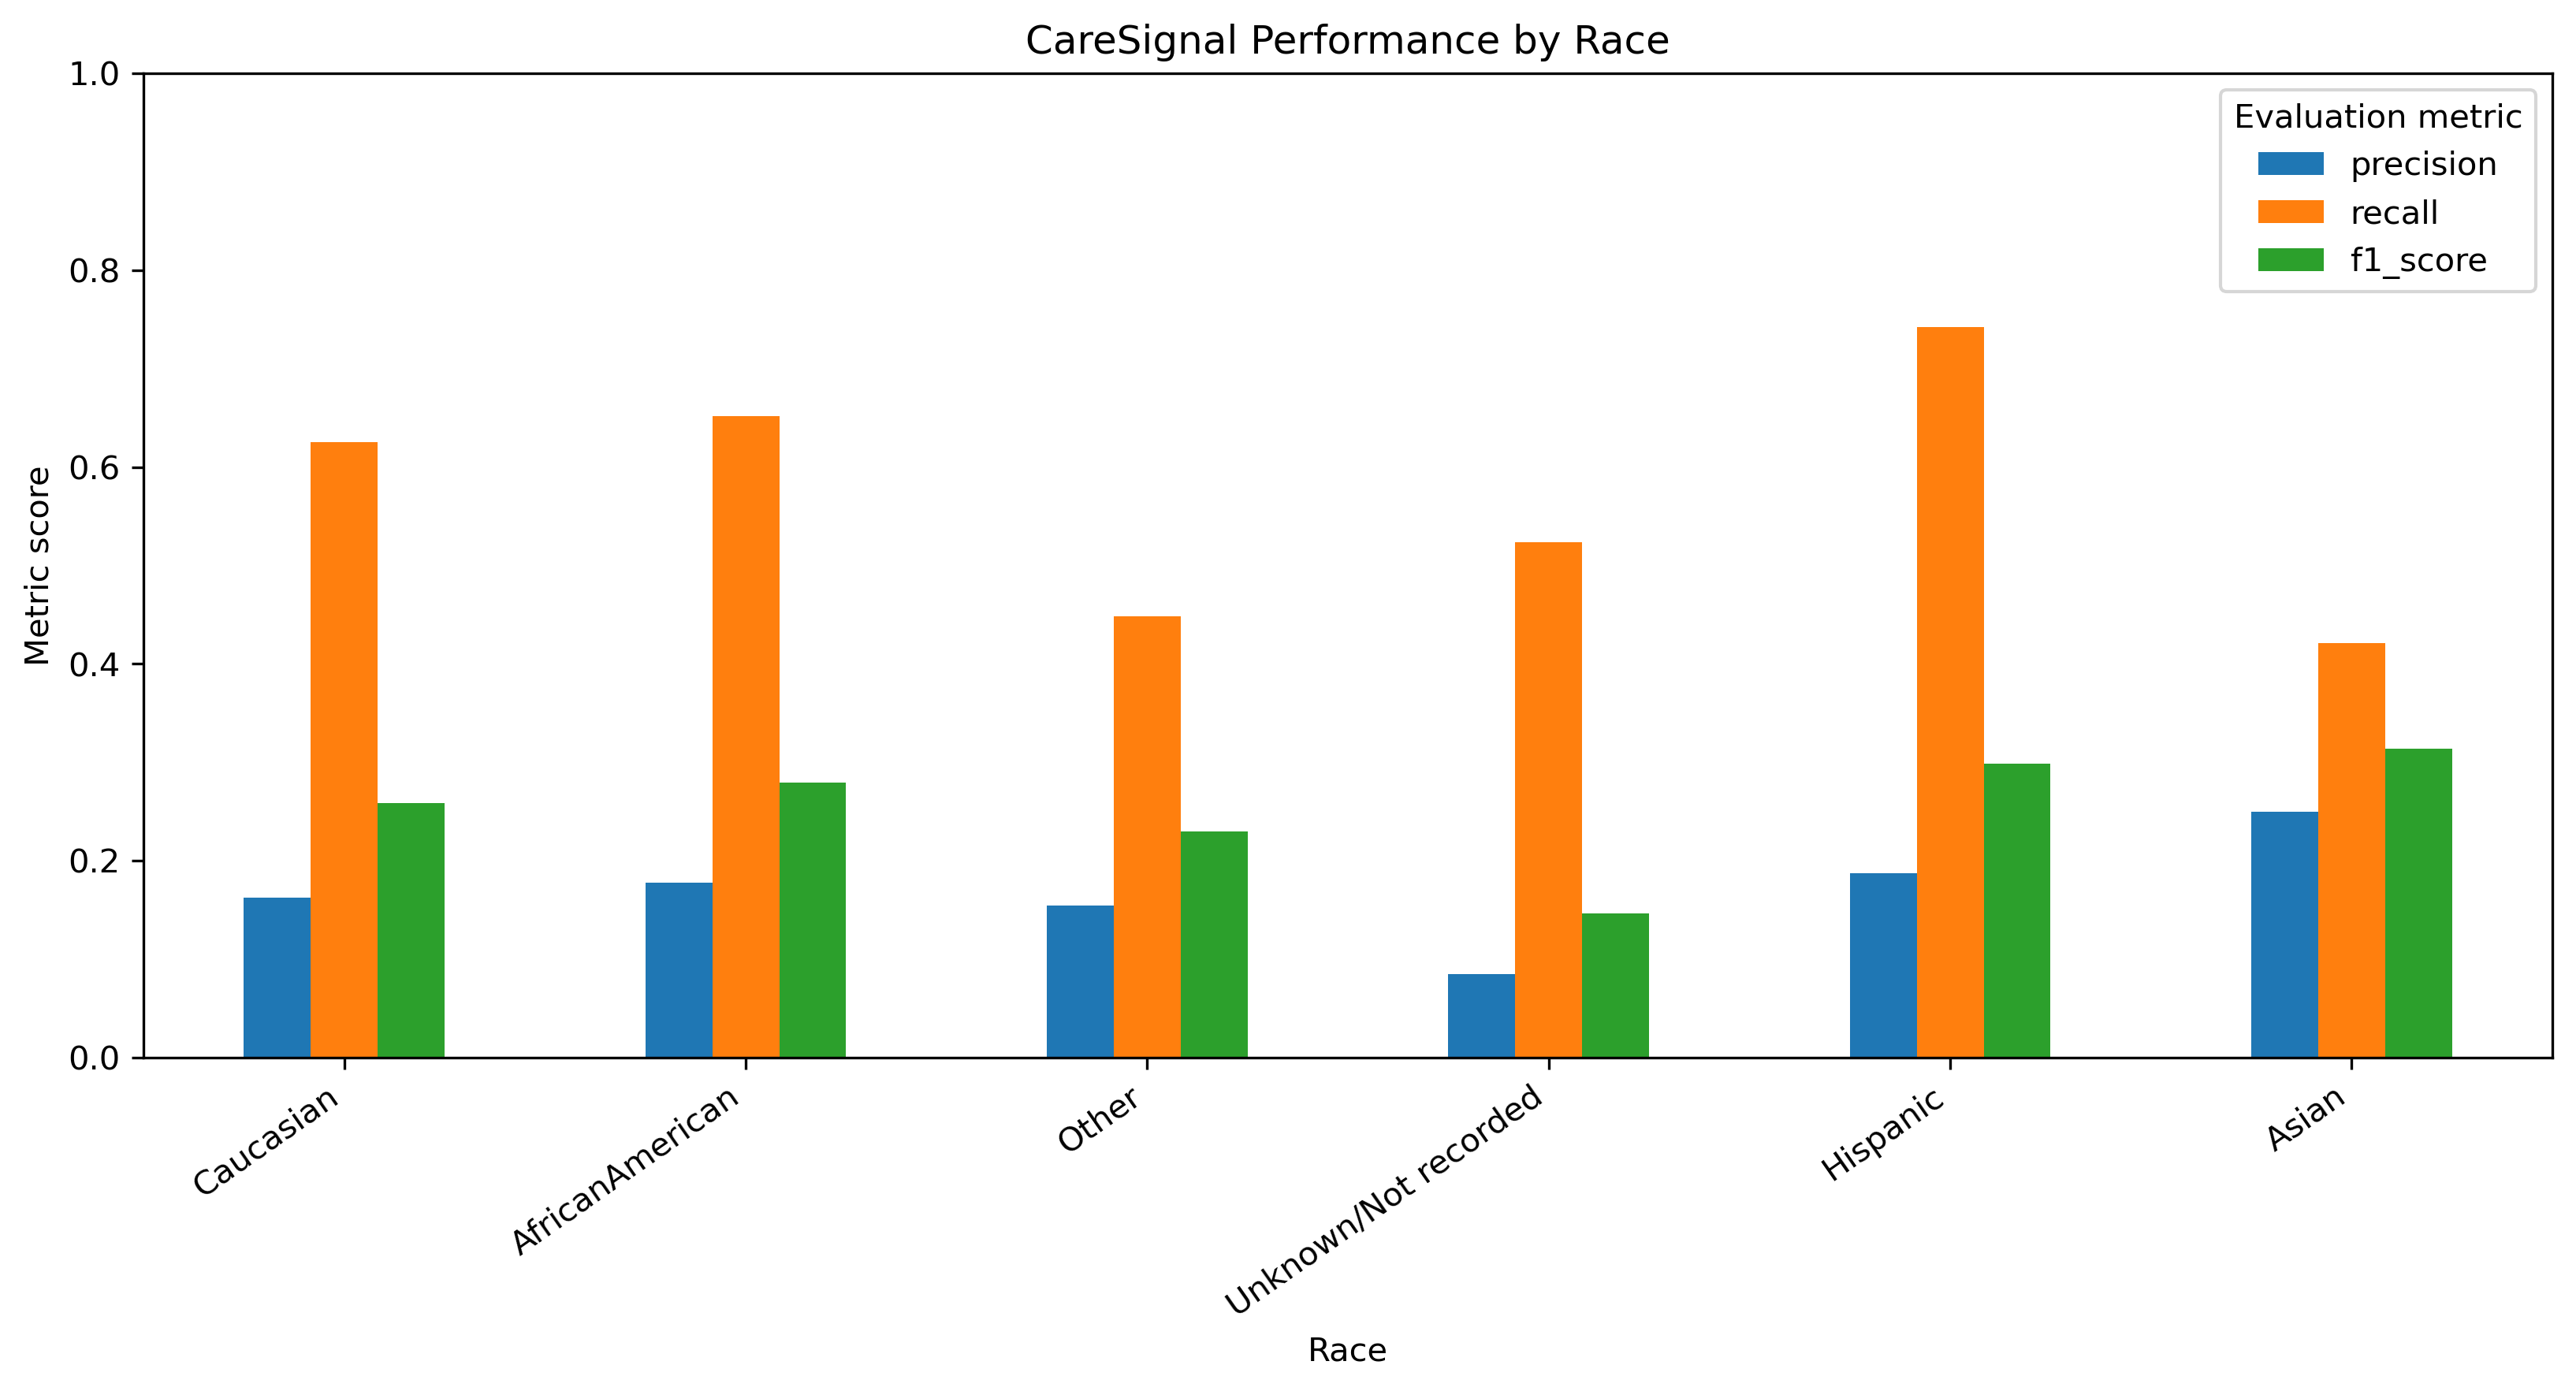 CareSignal Performance by Race
Evaluation metric
precision
recall
f1_score
Metric score
1.0
0.8
0.6
0.4
0.2
0.0
Caucasian
AfricanAmerican
Other
Unknown/Not recorded
Hispanic
Asian
Race